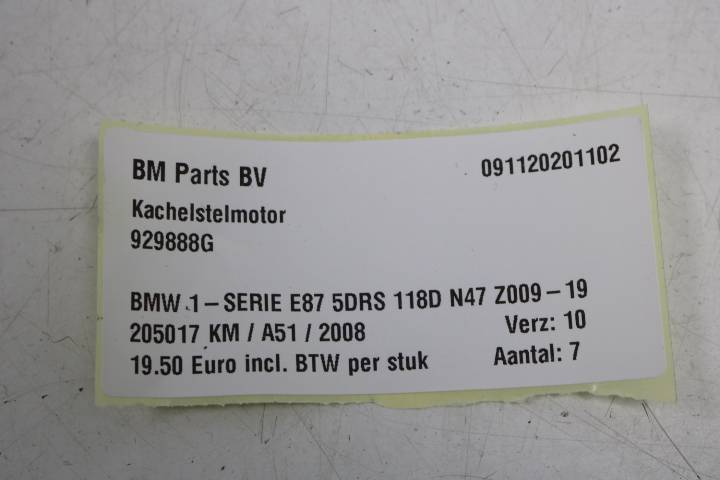 BM Parts BV 091120201102
Kachelstelmotor
929888G
BMW 1-SERIE E87 5DRS 118D N47 Z009-19
205017 KM / A51 / 2008 Verz: 10
19.50 Euro incl. BTW per stuk Aantal: 7